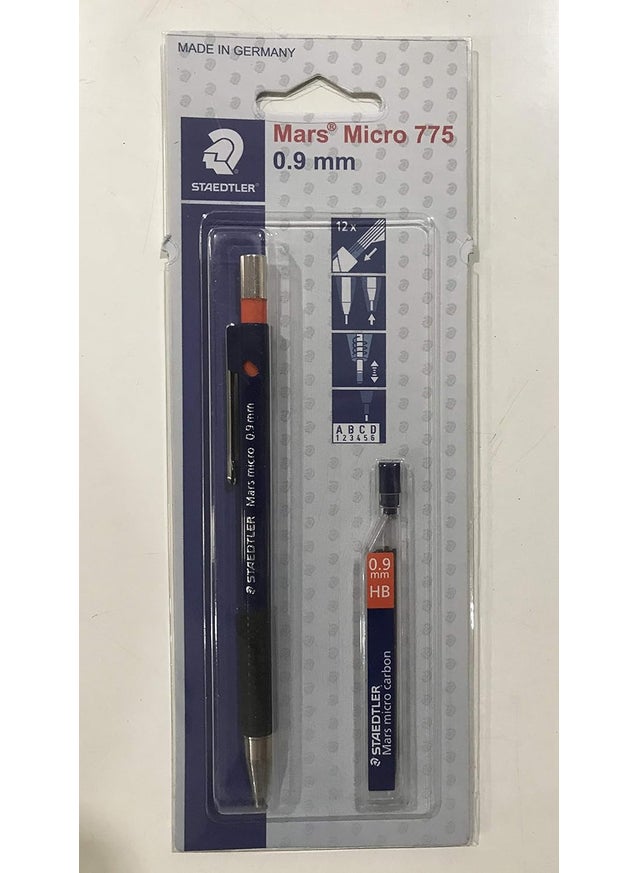 MADE IN GERMANY
STAEDTLER®
Mars® Micro 775
0.9 mm
12 x
A B C D
1 2 3 4 5 6
STAEDTLER Mars micro 0.9 mm
0.9
mm
HB
STAEDTLER
Mars micro carbon